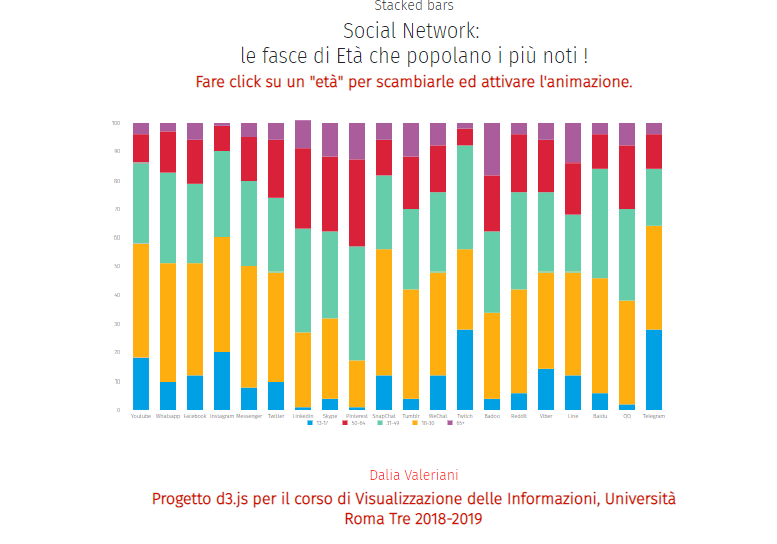 Stacked bars
Social Network:
le fasce di Età che popolano i più noti !
Fare click su un "età" per scambiarle ed attivare l'animazione.
100
90
80
70
60
50
40
30
20
10
0
Youtube Whatsapp Facebook Instagram Messenger Twitter LinkedIn Skype Pinterest SnapChat Tumblr WeChat Twitch Badoo Reddit Viber Line Baidu QQ Telegram
13-17 50-64 31-49 18-30 65+
Dalia Valeriani
Progetto d3.js per il corso di Visualizzazione delle Informazioni, Università
Roma Tre 2018-2019